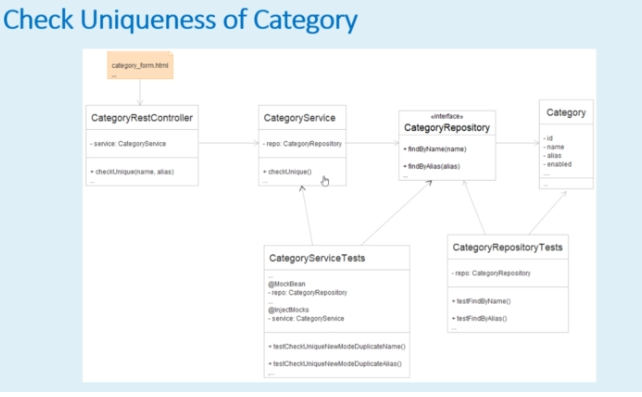 Check Uniqueness of Category
category_form.html
...
CategoryRestController
- service: CategoryService
+ checkUnique(name, alias)
...
CategoryService
- repo: CategoryRepository
+ checkUnique()
...
«interface»
CategoryRepository
+ findByName(name)
+ findByAlias(alias)
...
Category
- id
- name
- alias
- enabled
...
...
CategoryServiceTests
...
@MockBean
- repo: CategoryRepository
...
@InjectMocks
- service: CategoryService
+ testCheckUniqueNewModeDuplicateName()
+ testCheckUniqueNewModeDuplicateAlias()
...
CategoryRepositoryTests
- repo: CategoryRepository
+ testFindByName()
+ testFindByAlias()
...